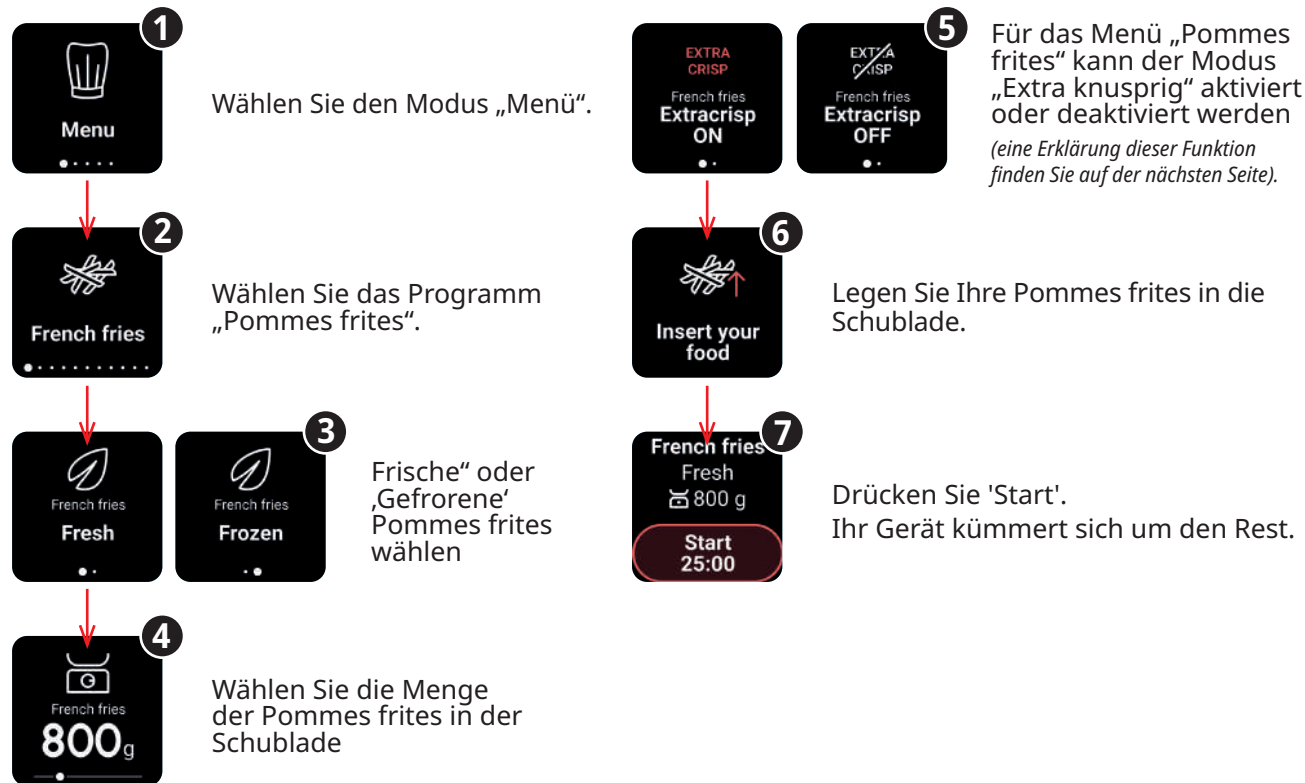 1
Menu
Wählen Sie den Modus „Menü“.
2
French fries
Wählen Sie das Programm
„Pommes frites“.
3
French fries
Fresh
French fries
Frozen
Frische“ oder
‚Gefrorene‘
Pommes frites
wählen
4
French fries
800g
Wählen Sie die Menge
der Pommes frites in der
Schublade
5
EXTRA
CRISP
French fries
Extracrisp
ON
EXTRA
CRISP
French fries
Extracrisp
OFF
Für das Menü „Pommes
frites“ kann der Modus
„Extra knusprig“ aktiviert
oder deaktiviert werden
(eine Erklärung dieser Funktion
finden Sie auf der nächsten Seite).
6
Insert your
food
Legen Sie Ihre Pommes frites in die
Schublade.
7
French fries
Fresh
800 g
Start
25:00
Drücken Sie 'Start'.
Ihr Gerät kümmert sich um den Rest.